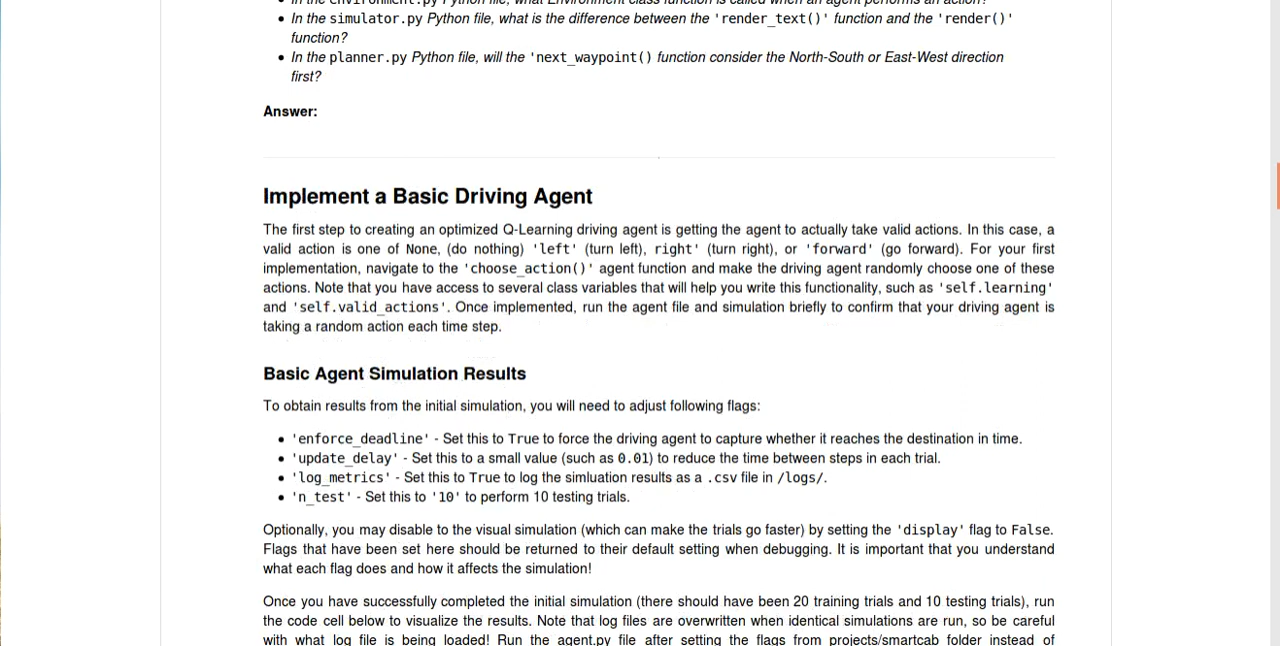 In the environment.py Python file, what Environment class function is called when an agent performs an action?
• In the simulator.py Python file, what is the difference between the 'render_text()' function and the 'render()'
function?
• In the planner.py Python file, will the 'next_waypoint() function consider the North-South or East-West direction
first?
Answer:
Implement a Basic Driving Agent
The first step to creating an optimized Q-Learning driving agent is getting the agent to actually take valid actions. In this case, a
valid action is one of None, (do nothing) 'left' (turn left), right' (turn right), or 'forward' (go forward). For your first
implementation, navigate to the 'choose_action()' agent function and make the driving agent randomly choose one of these
actions. Note that you have access to several class variables that will help you write this functionality, such as 'self.learning'
and 'self.valid_actions'. Once implemented, run the agent file and simulation briefly to confirm that your driving agent is
taking a random action each time step.
Basic Agent Simulation Results
To obtain results from the initial simulation, you will need to adjust following flags:
• 'enforce_deadline' - Set this to True to force the driving agent to capture whether it reaches the destination in time.
• 'update_delay' - Set this to a small value (such as 0.01) to reduce the time between steps in each trial.
• 'log_metrics' - Set this to True to log the simluation results as a .csv file in /logs/.
• 'n_test' - Set this to '10' to perform 10 testing trials.
Optionally, you may disable to the visual simulation (which can make the trials go faster) by setting the 'display' flag to False.
Flags that have been set here should be returned to their default setting when debugging. It is important that you understand
what each flag does and how it affects the simulation!
Once you have successfully completed the initial simulation (there should have been 20 training trials and 10 testing trials), run
the code cell below to visualize the results. Note that log files are overwritten when identical simulations are run, so be careful
with what log file is being loaded! Run the agent.py file after setting the flags from projects/smartcab folder instead of